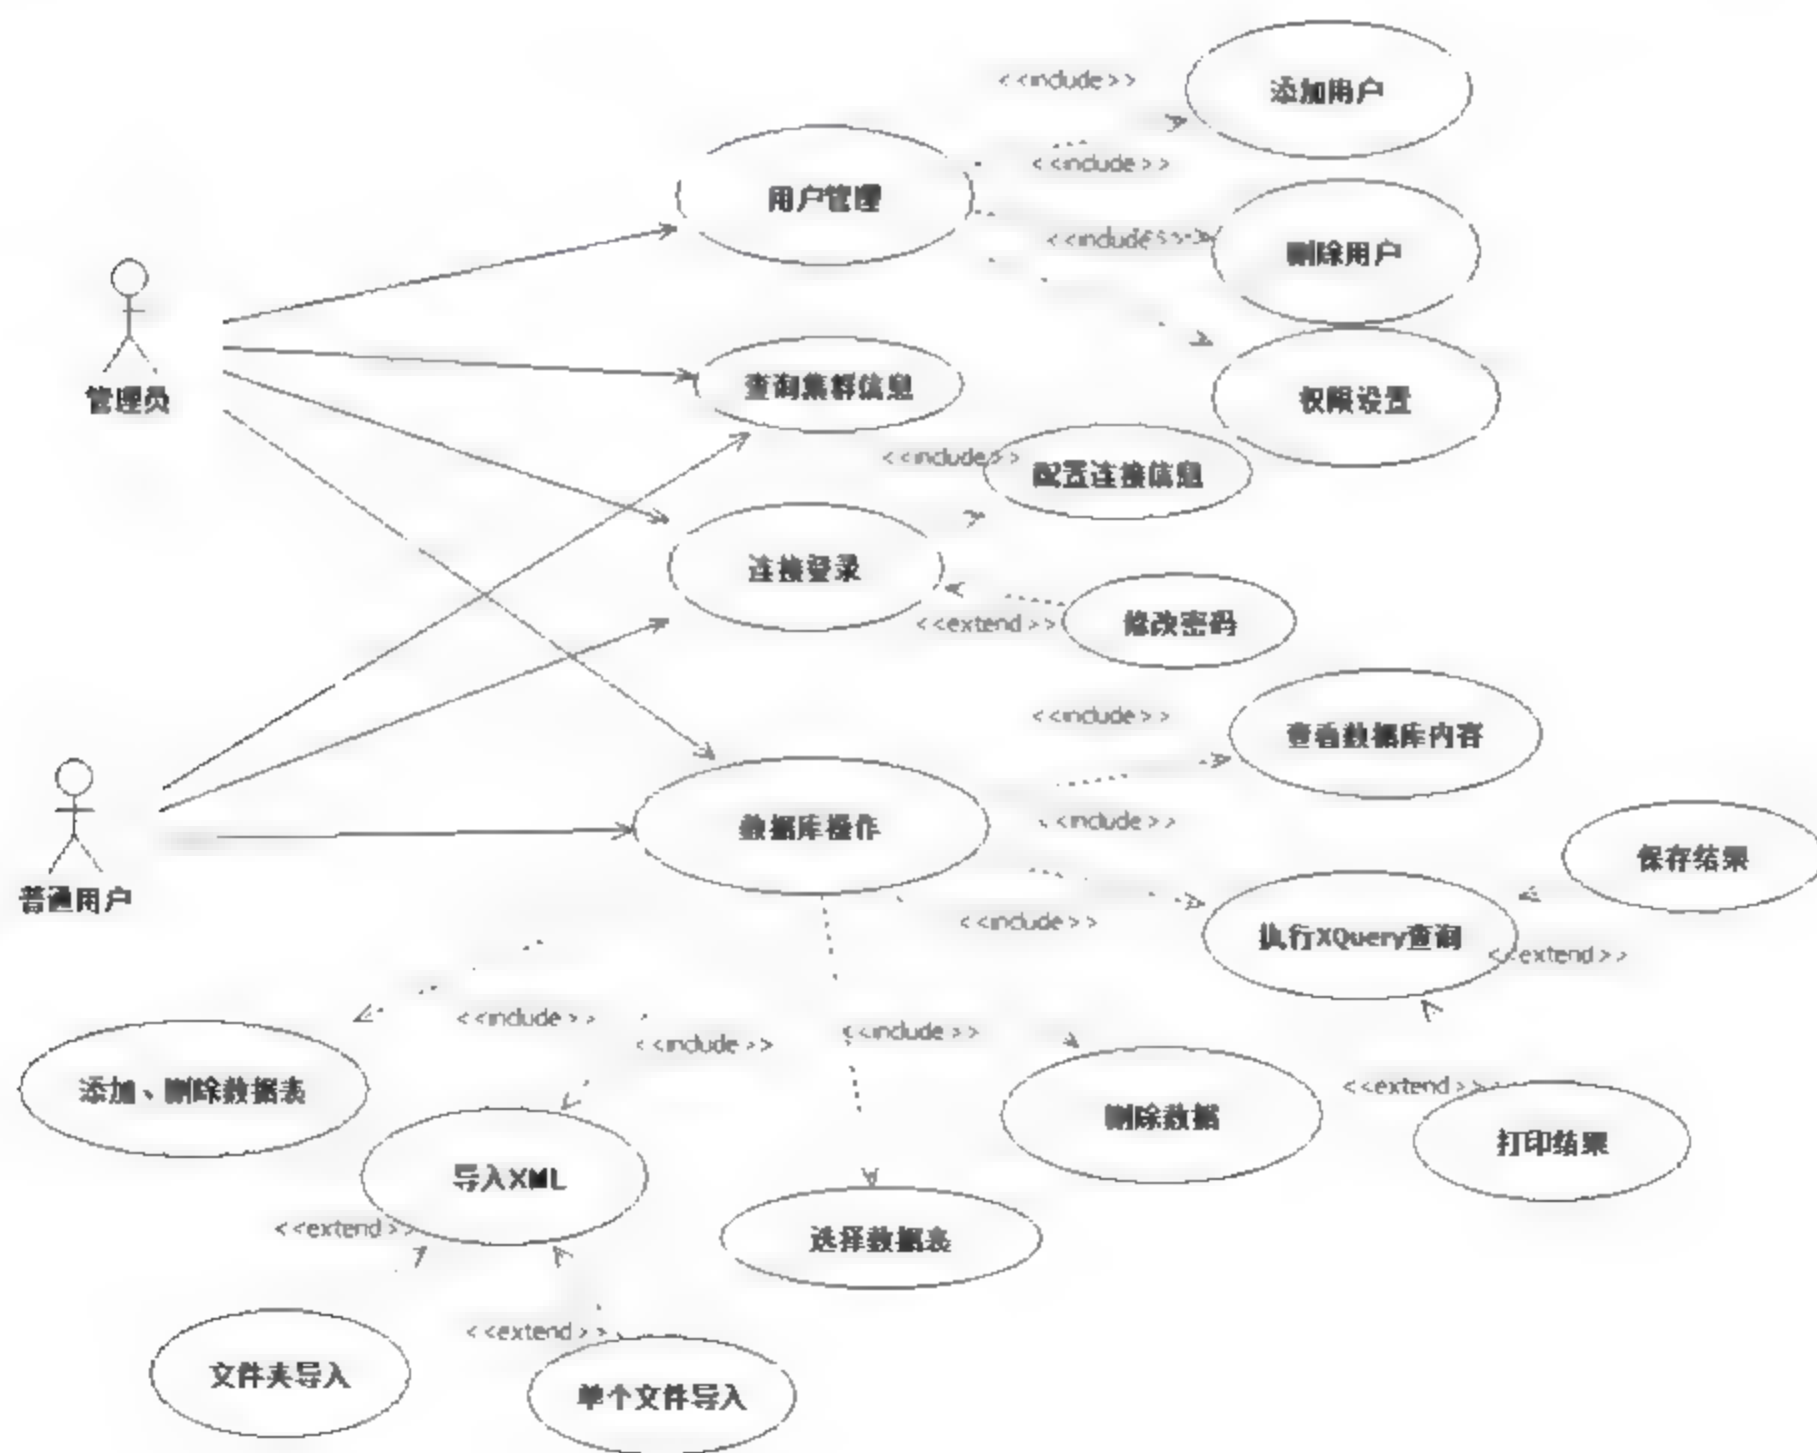 <<include>>
添加用户
<<include>>
用户管理
<<include>>
删除用户
管理员
查询集群信息
权限设置
<<include>>
配置连接信息
连接登录
<<extend>>
修改密码
<<include>>
查看数据库内容
<<include>>
数据库操作
保存结果
普通用户
<<include>>
执行XQuery查询
<<extend>>
<<include>>
<<include>>
<<include>>
添加、删除数据表
<<extend>>
删除数据
打印结果
导入XML
<<extend>>
选择数据表
<<extend>>
文件夹导入
单个文件导入